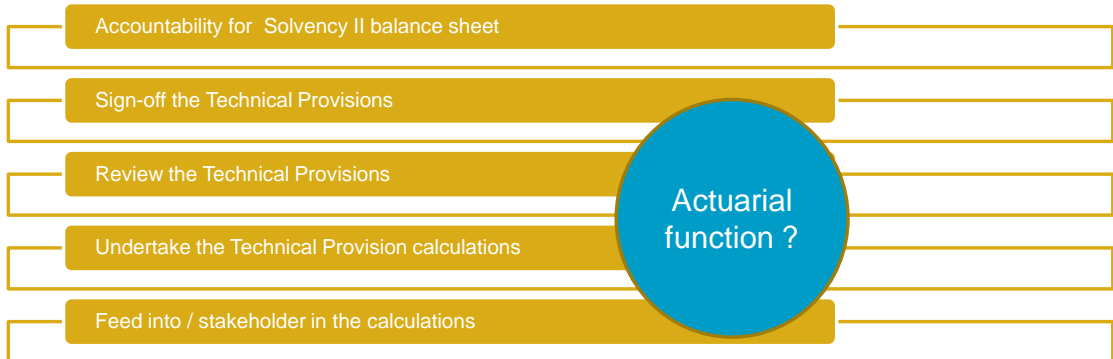 Accountability for Solvency II balance sheet
Sign-off the Technical Provisions
Review the Technical Provisions
Undertake the Technical Provision calculations
Feed into / stakeholder in the calculations
Actuarial
function ?